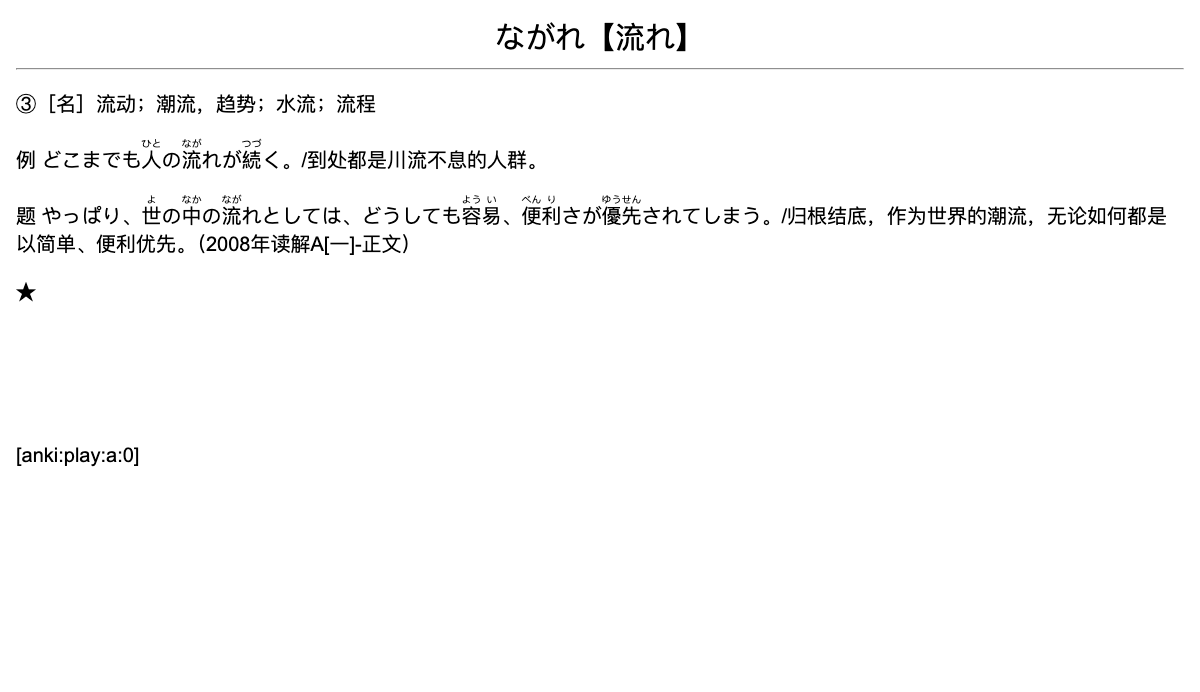 ながれ【流れ】
③［名］流动；潮流，趋势；水流；流程
ひと なが つづ
例 どこまでも人の流れが続く。/到处都是川流不息的人群。
よ なか なが よう い べん り ゆうせん
题 やっぱり、世の中の流れとしては、どうしても容易、便利さが優先されてしまう。/归根结底，作为世界的潮流，无论如何都是
以简单、便利优先。（2008年读解A[一]-正文）
★
[anki:play:a:0]